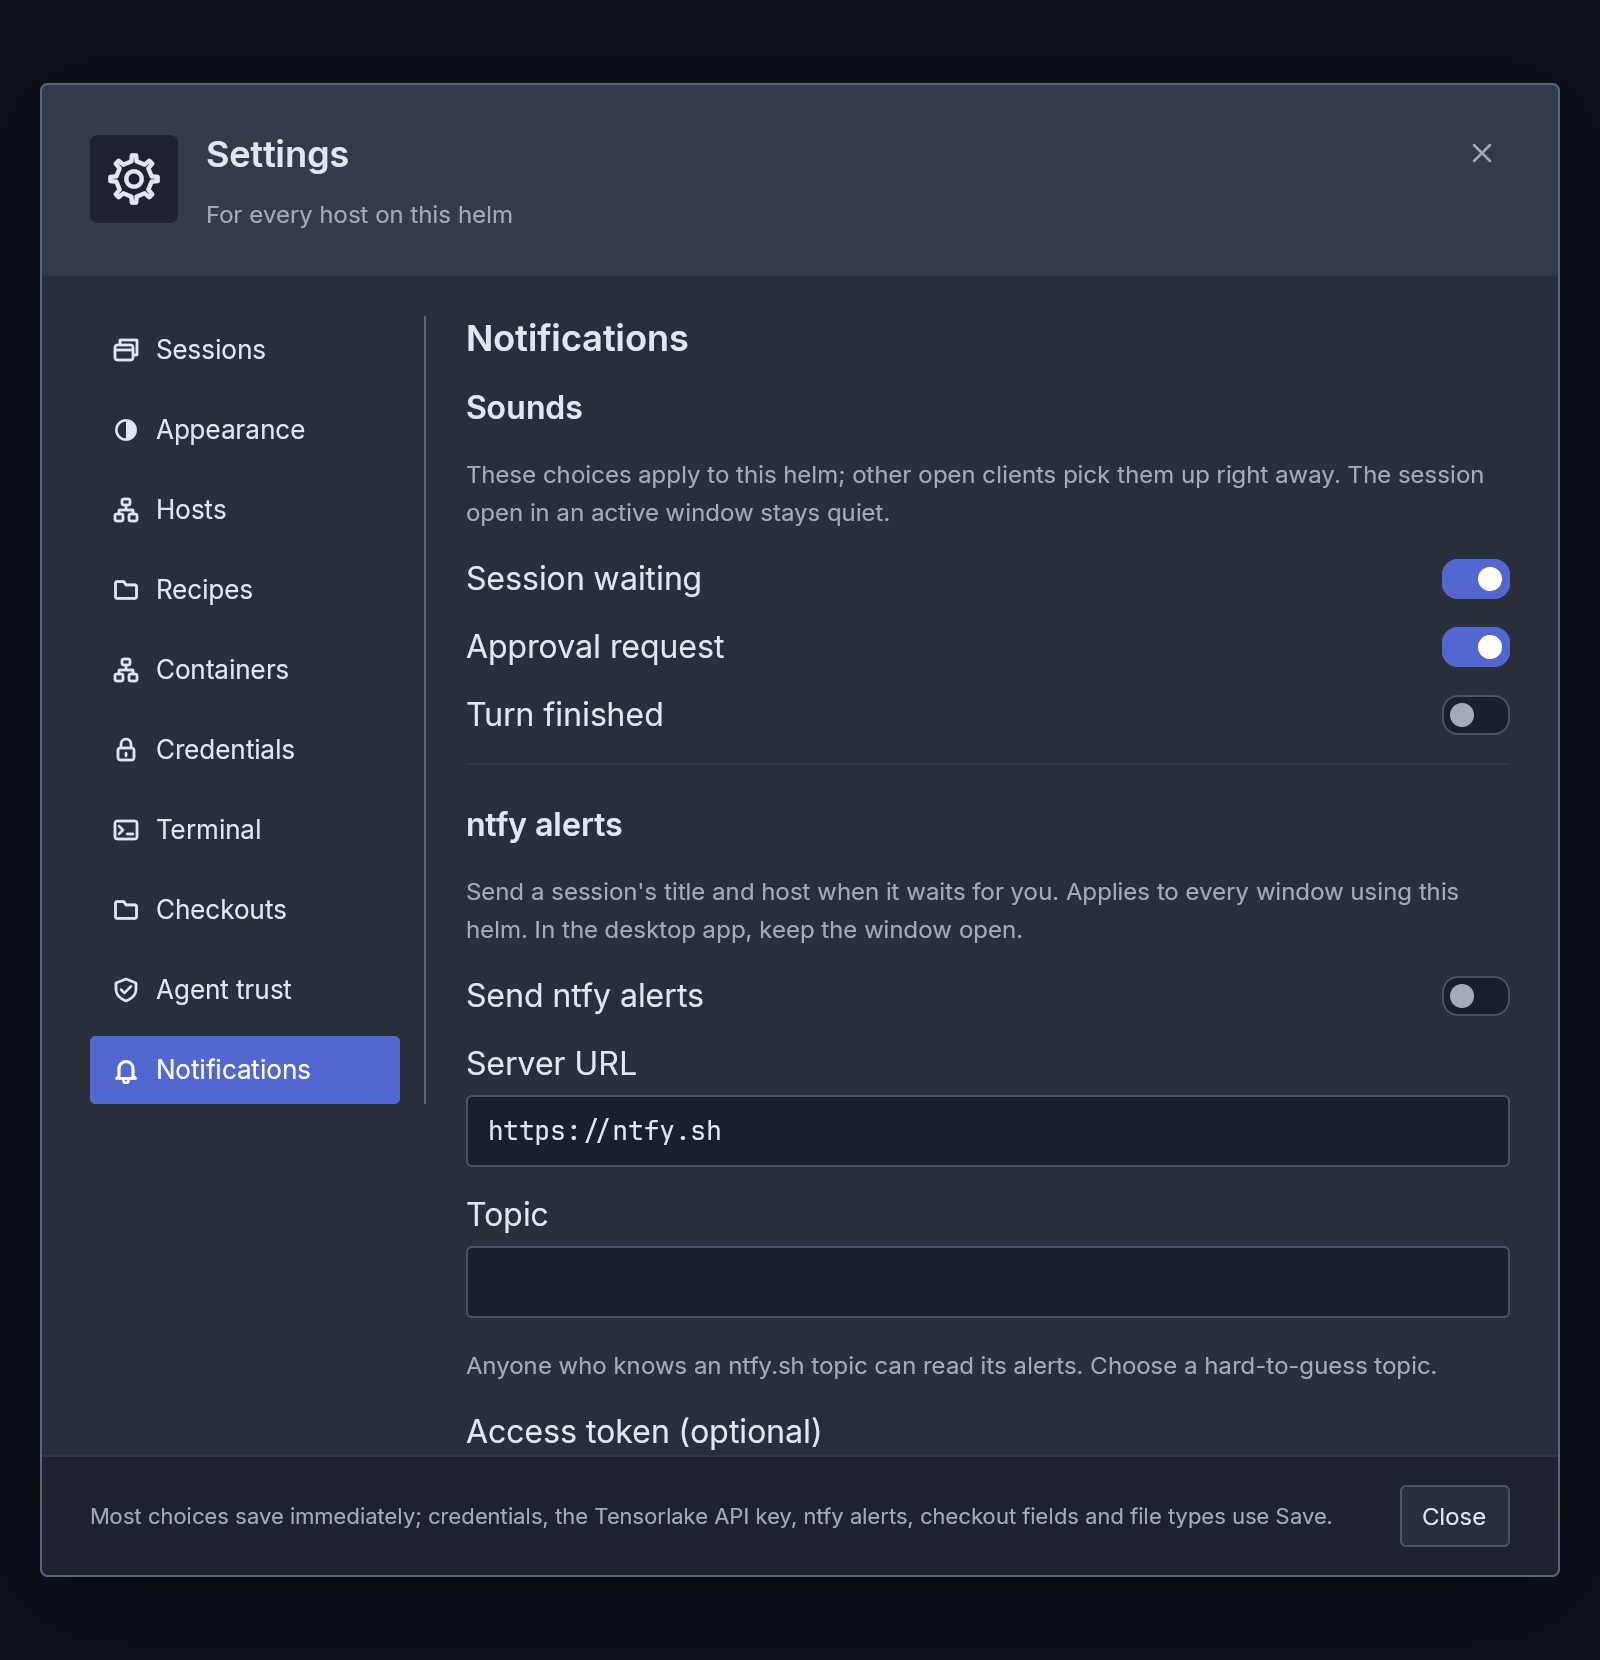 Settings
For every host on this helm
Sessions
Appearance
Hosts
Recipes
Containers
Credentials
Terminal
Checkouts
Agent trust
Notifications
Notifications
Sounds
These choices apply to this helm; other open clients pick them up right away. The session
open in an active window stays quiet.
Session waiting
Approval request
Turn finished
ntfy alerts
Send a session's title and host when it waits for you. Applies to every window using this
helm. In the desktop app, keep the window open.
Send ntfy alerts
Server URL
https://ntfy.sh
Topic
Anyone who knows an ntfy.sh topic can read its alerts. Choose a hard-to-guess topic.
Access token (optional)
Most choices save immediately; credentials, the Tensorlake API key, ntfy alerts, checkout fields and file types use Save.
Close